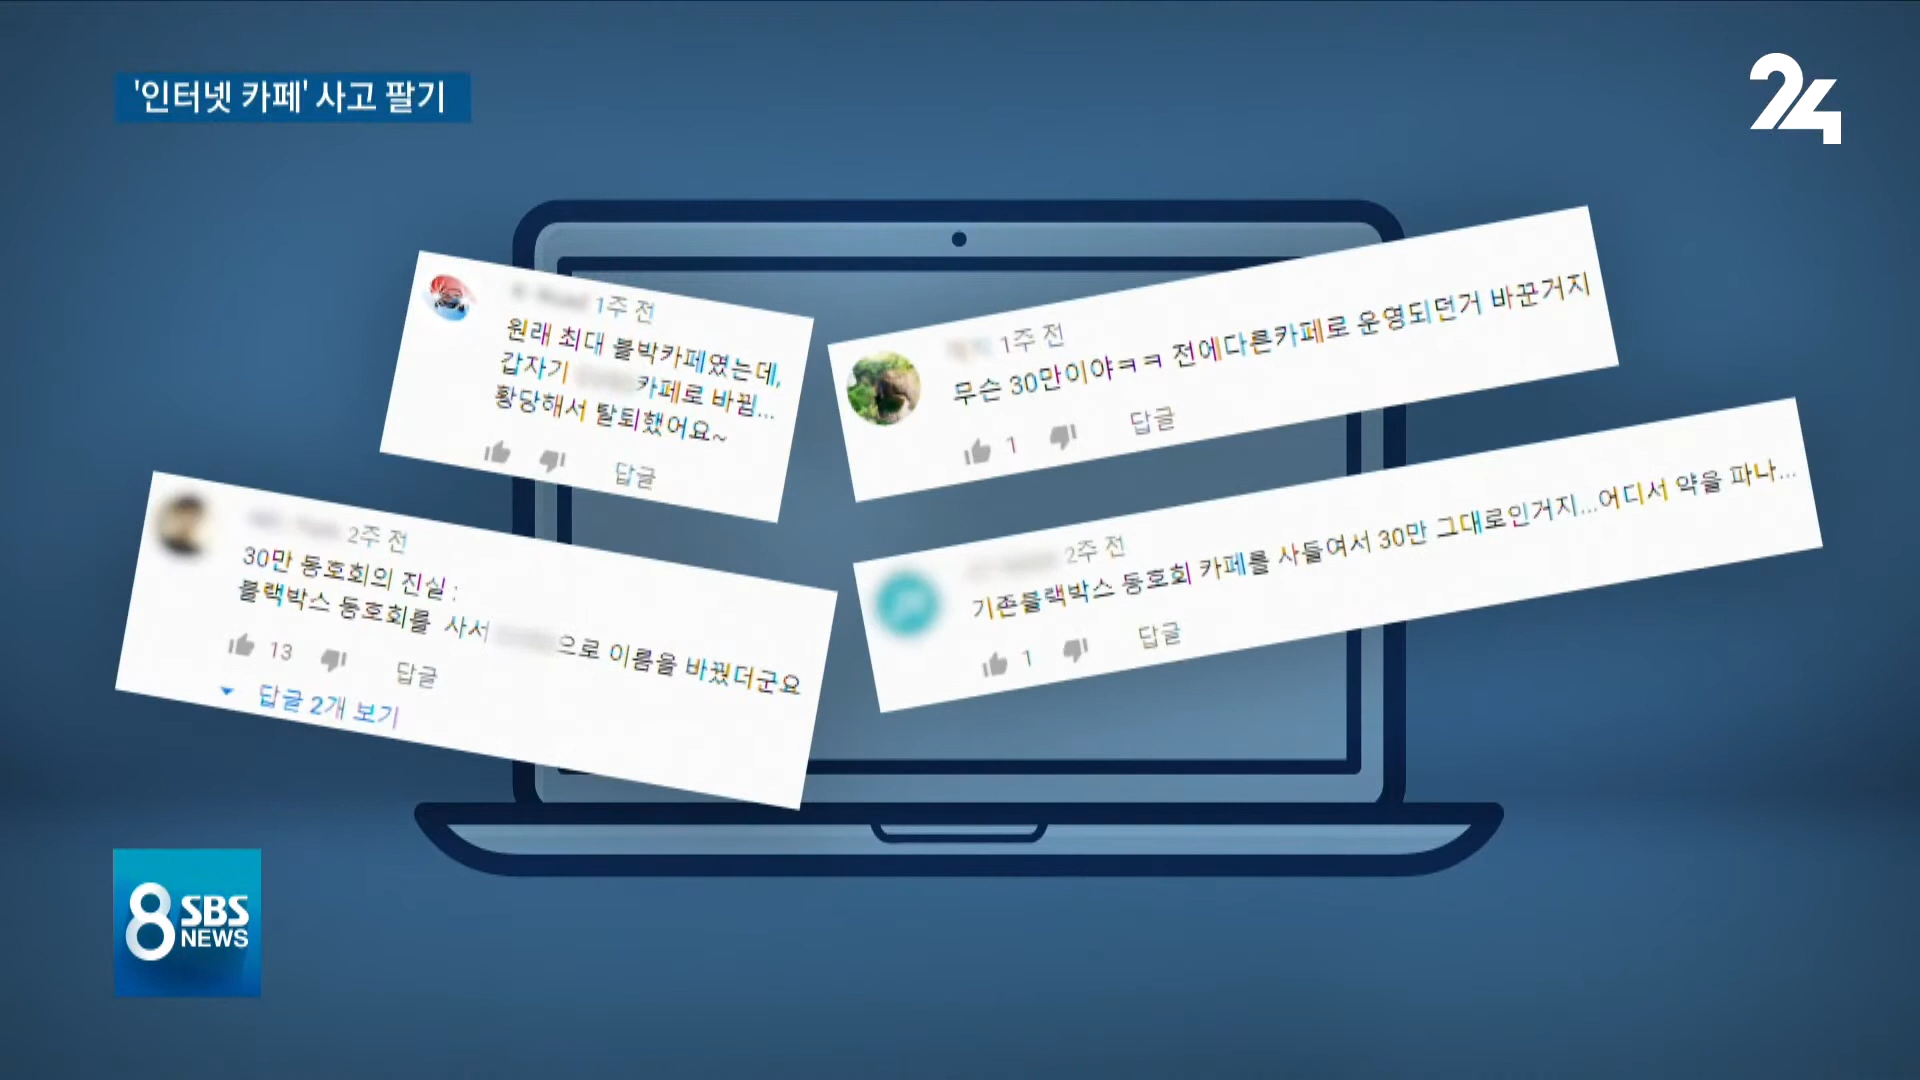 '인터넷 카페' 사고 팔기
24
1주 전
원래 최대 블박카페였는데,
갑자기 카페로 바뀜...
황당해서 탈퇴했어요~
답글
1주 전
무슨 30만이야ㅋㅋ 전에다른카페로 운영되던거 바꾼거지
1
답글
2주 전
30만 동호회의 진실 :
블랙박스 동호회를 사서 으로 이름을 바꿨더군요
13
답글
답글 2개 보기
2주 전
기존블랙박스 동호회 카페를 사들여서 30만 그대로인거지...어디서 약을 파나...
1
답글
8 SBS
NEWS